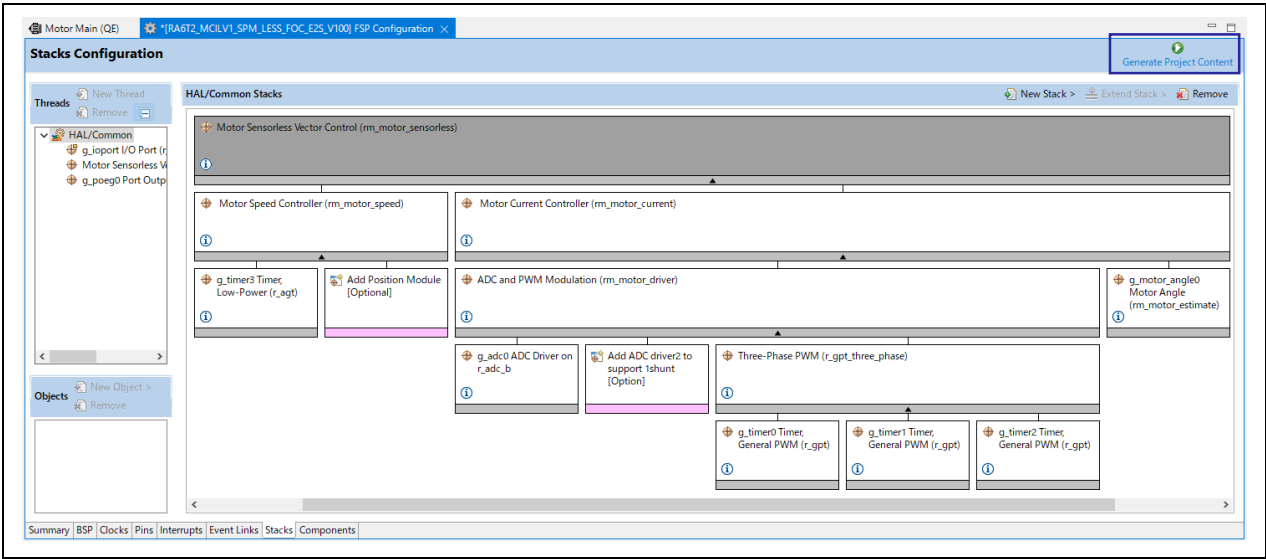 Motor Main (QE)
*[RA6T2_MCILV1_SPM_LESS_FOC_E2S_V100] FSP Configuration
Stacks Configuration
Generate Project Content
Threads
New Thread
Remove
HAL/Common
g_ioport I/O Port (r
Motor Sensorless Ve
g_poeg0 Port Outp
Objects
New Object >
Remove
HAL/Common Stacks
New Stack >
Extend Stack >
Remove
Motor Sensorless Vector Control (rm_motor_sensorless)
Motor Speed Controller (rm_motor_speed)
Motor Current Controller (rm_motor_current)
g_timer3 Timer,
Low-Power (r_agt)
Add Position Module
[Optional]
ADC and PWM Modulation (rm_motor_driver)
g_motor_angle0
Motor Angle
(rm_motor_estimate)
g_adc0 ADC Driver on
r_adc_b
Add ADC driver2 to
support 1shunt
[Option]
Three-Phase PWM (r_gpt_three_phase)
g_timer0 Timer,
General PWM (r_gpt)
g_timer1 Timer,
General PWM (r_gpt)
g_timer2 Timer,
General PWM (r_gpt)
Summary BSP Clocks Pins Interrupts Event Links Stacks Components